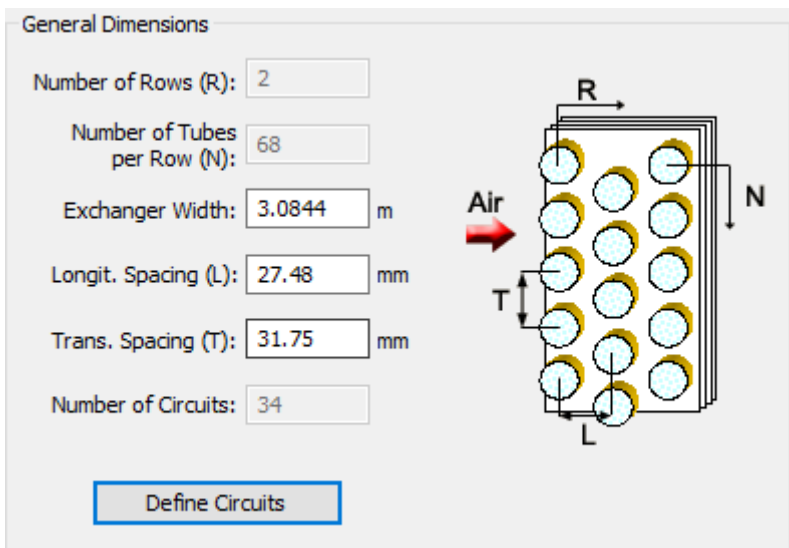 General Dimensions
Number of Rows (R): 2
Number of Tubes
per Row (N): 68
Exchanger Width: 3.0844 m
Longit. Spacing (L): 27.48 mm
Trans. Spacing (T): 31.75 mm
Number of Circuits: 34
Define Circuits
R
N
Air
T
L